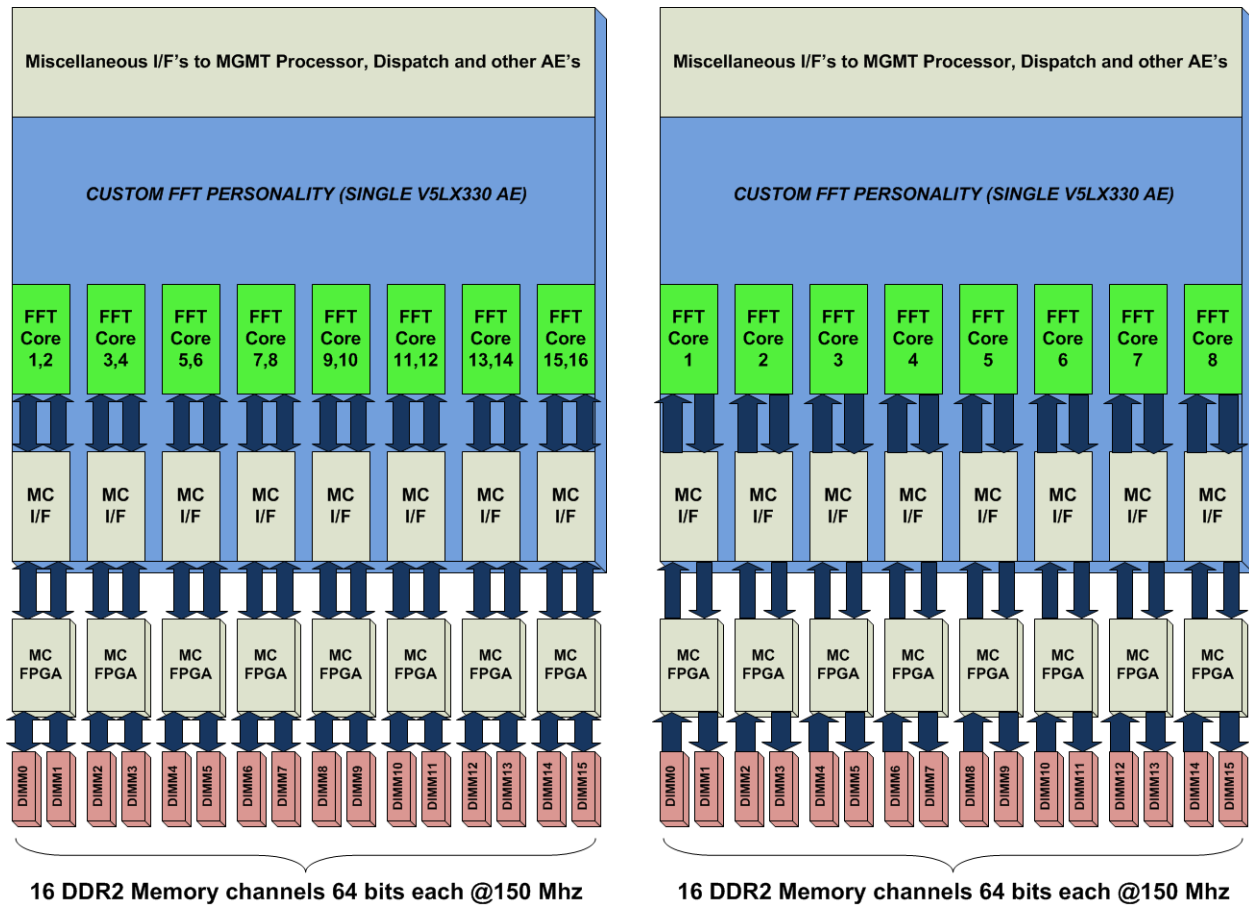 Miscellaneous I/F's to MGMT Processor, Dispatch and other AE's
CUSTOM FFT PERSONALITY (SINGLE V5LX330 AE)
FFT
Core
1,2
FFT
Core
3,4
FFT
Core
5,6
FFT
Core
7,8
FFT
Core
9,10
FFT
Core
11,12
FFT
Core
13,14
FFT
Core
15,16
MC
I/F
MC
I/F
MC
I/F
MC
I/F
MC
I/F
MC
I/F
MC
I/F
MC
I/F
MC
FPGA
MC
FPGA
MC
FPGA
MC
FPGA
MC
FPGA
MC
FPGA
MC
FPGA
MC
FPGA
DIMM0
DIMM1
DIMM2
DIMM3
DIMM4
DIMM5
DIMM6
DIMM7
DIMM8
DIMM9
DIMM10
DIMM11
DIMM12
DIMM13
DIMM14
DIMM15
16 DDR2 Memory channels 64 bits each @150 Mhz
Miscellaneous I/F's to MGMT Processor, Dispatch and other AE's
CUSTOM FFT PERSONALITY (SINGLE V5LX330 AE)
FFT
Core
1
FFT
Core
2
FFT
Core
3
FFT
Core
4
FFT
Core
5
FFT
Core
6
FFT
Core
7
FFT
Core
8
MC
I/F
MC
I/F
MC
I/F
MC
I/F
MC
I/F
MC
I/F
MC
I/F
MC
I/F
MC
FPGA
MC
FPGA
MC
FPGA
MC
FPGA
MC
FPGA
MC
FPGA
MC
FPGA
MC
FPGA
DIMM0
DIMM1
DIMM2
DIMM3
DIMM4
DIMM5
DIMM6
DIMM7
DIMM8
DIMM9
DIMM10
DIMM11
DIMM12
DIMM13
DIMM14
DIMM15
16 DDR2 Memory channels 64 bits each @150 Mhz